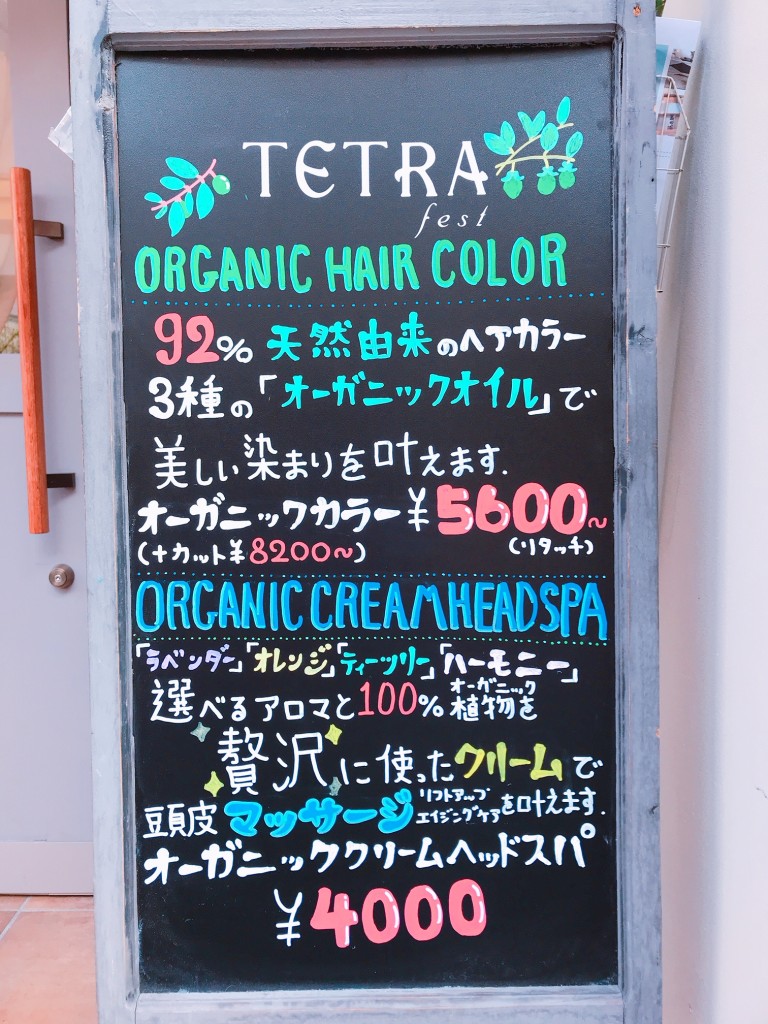 TETRA
fest
ORGANIC HAIR COLOR
92% 天然由来のヘアカラー
3種の「オーガニックオイル」で
美しい染まりを叶えます.
オーガニックカラー¥5600~
(+カット¥8200~) (リタッチ)
ORGANIC CREAM HEADSPA
「ラベンダー」「オレンジ」「ティーツリー」「ハーモニー」
選べるアロマと100%オーガニック植物を
贅沢に使ったクリームで
頭皮マッサージ リフトアップ エイジングケアを叶えます.
オーガニッククリームヘッドスパ
¥4000